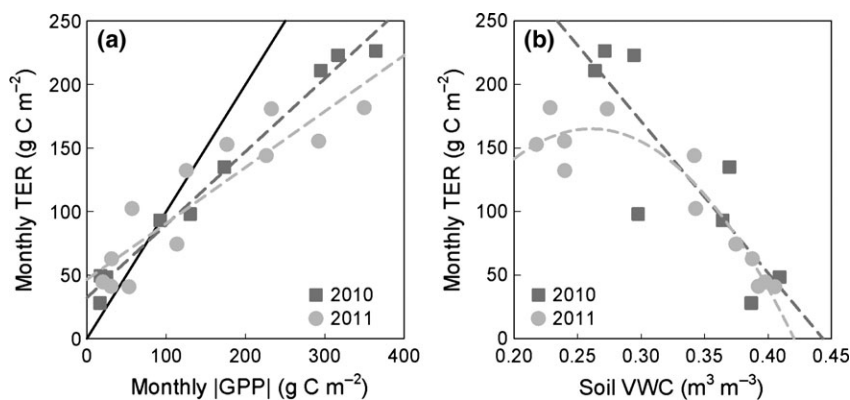 (a)
250
200
150
100
50
0
Monthly TER (g C m⁻²)
2010
2011
0 100 200 300 400
Monthly |GPP| (g C m⁻²)
(b)
250
200
150
100
50
0
Monthly TER (g C m⁻²)
2010
2011
0.20 0.25 0.30 0.35 0.40 0.45
Soil VWC (m³ m⁻³)